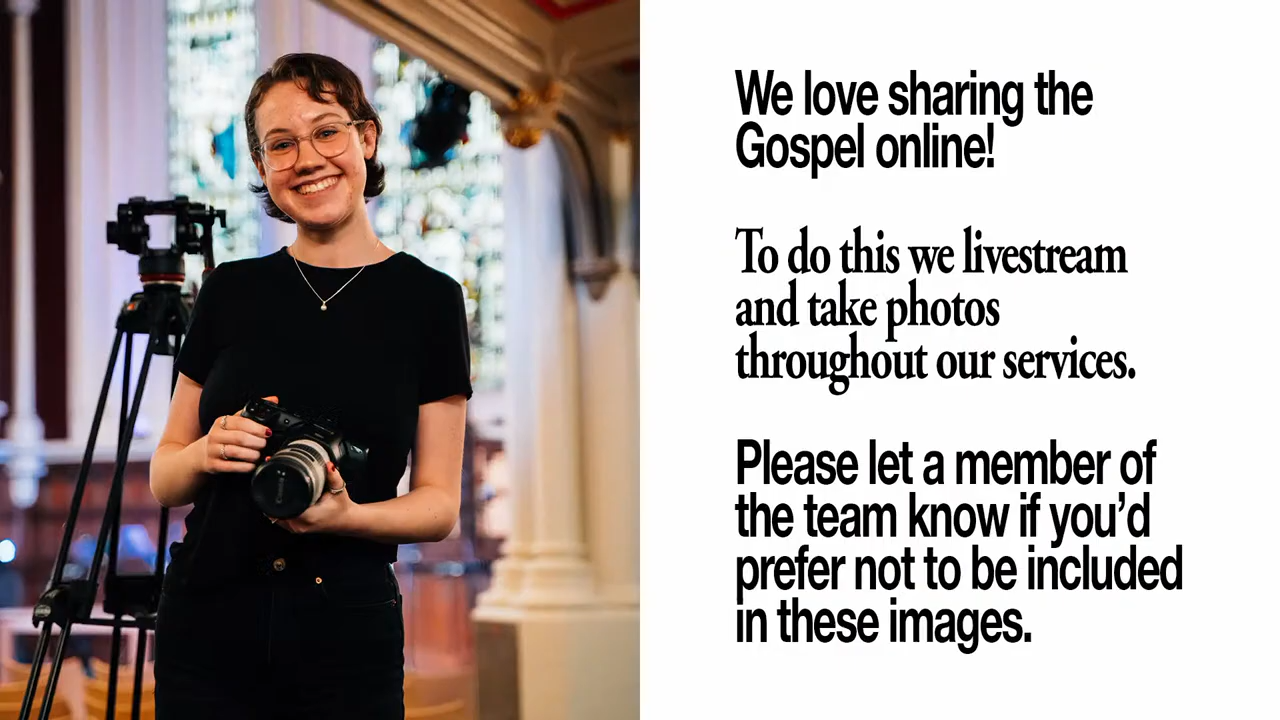 We love sharing the
Gospel online!
To do this we livestream
and take photos
throughout our services.
Please let a member of
the team know if you’d
prefer not to be included
in these images.